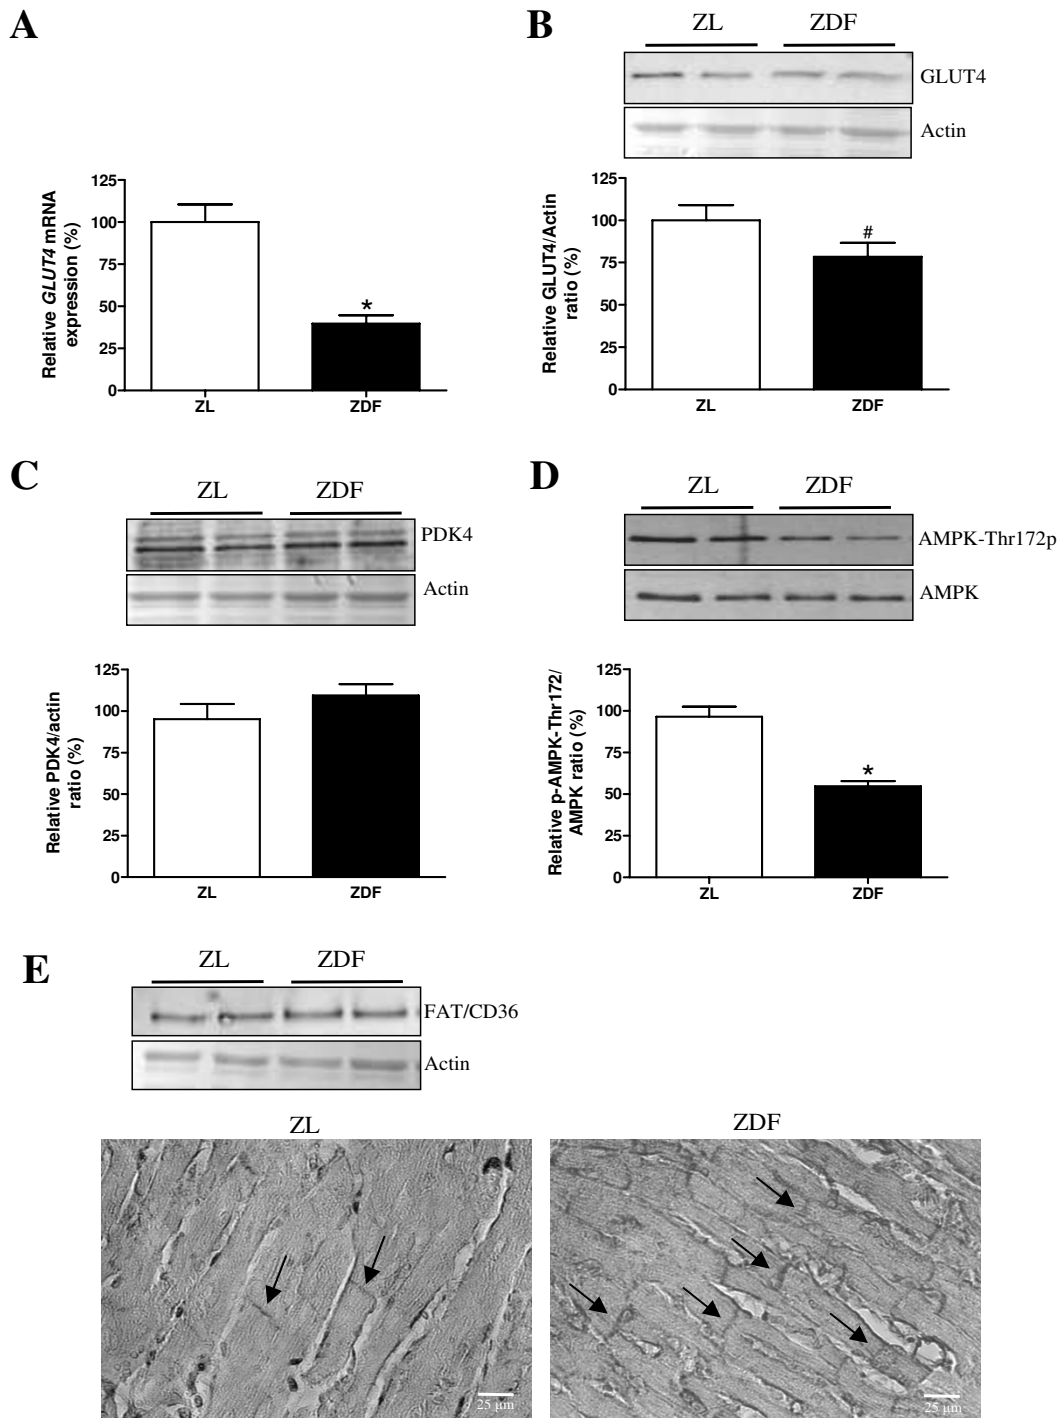 A
Relative GLUT4 mRNA
expression (%)
125
100
75
50
25
0
*
ZL
ZDF
B
ZL
ZDF
GLUT4
Actin
Relative GLUT4/Actin
ratio (%)
125
100
75
50
25
0
#
ZL
ZDF
C
ZL
ZDF
PDK4
Actin
Relative PDK4/actin
ratio (%)
125
100
75
50
25
0
ZL
ZDF
D
ZL
ZDF
AMPK-Thr172p
AMPK
Relative p-AMPK-Thr172/
AMPK ratio (%)
125
100
75
50
25
0
*
ZL
ZDF
E
ZL
ZDF
FAT/CD36
Actin
ZL
25 µm
ZDF
25 µm